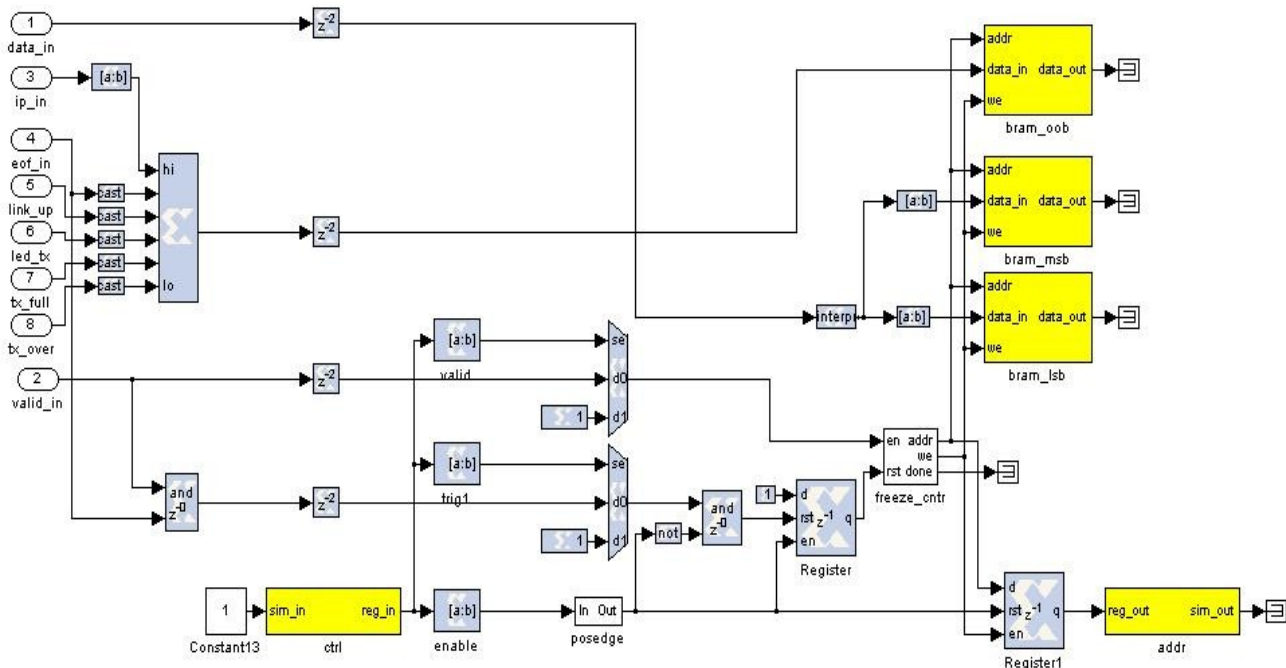 1
data_in
z-2
3
ip_in
[a:b]
4
eof_in
5
link_up
6
led_tx
7
tx_full
8
tx_over
2
valid_in
hi
cast
cast
cast
cast
cast
lo
z-2
addr
data_in data_out
we
bram_oob
addr
data_in data_out
we
bram_msb
addr
data_in data_out
we
bram_lsb
[a:b]
interpr
[a:b]
[a:b]
valid
z-2
1
se
d0
d1
[a:b]
trig1
and
z-0
z-2
1
se
d0
d1
not
and
z-0
1
d
rst z-1 q
en
Register
en addr
we
rst done
freeze_cntr
1
Constant13
sim_in reg_in
ctrl
[a:b]
enable
In Out
posedge
d
rst z-1 q
en
Register1
reg_out sim_out
addr